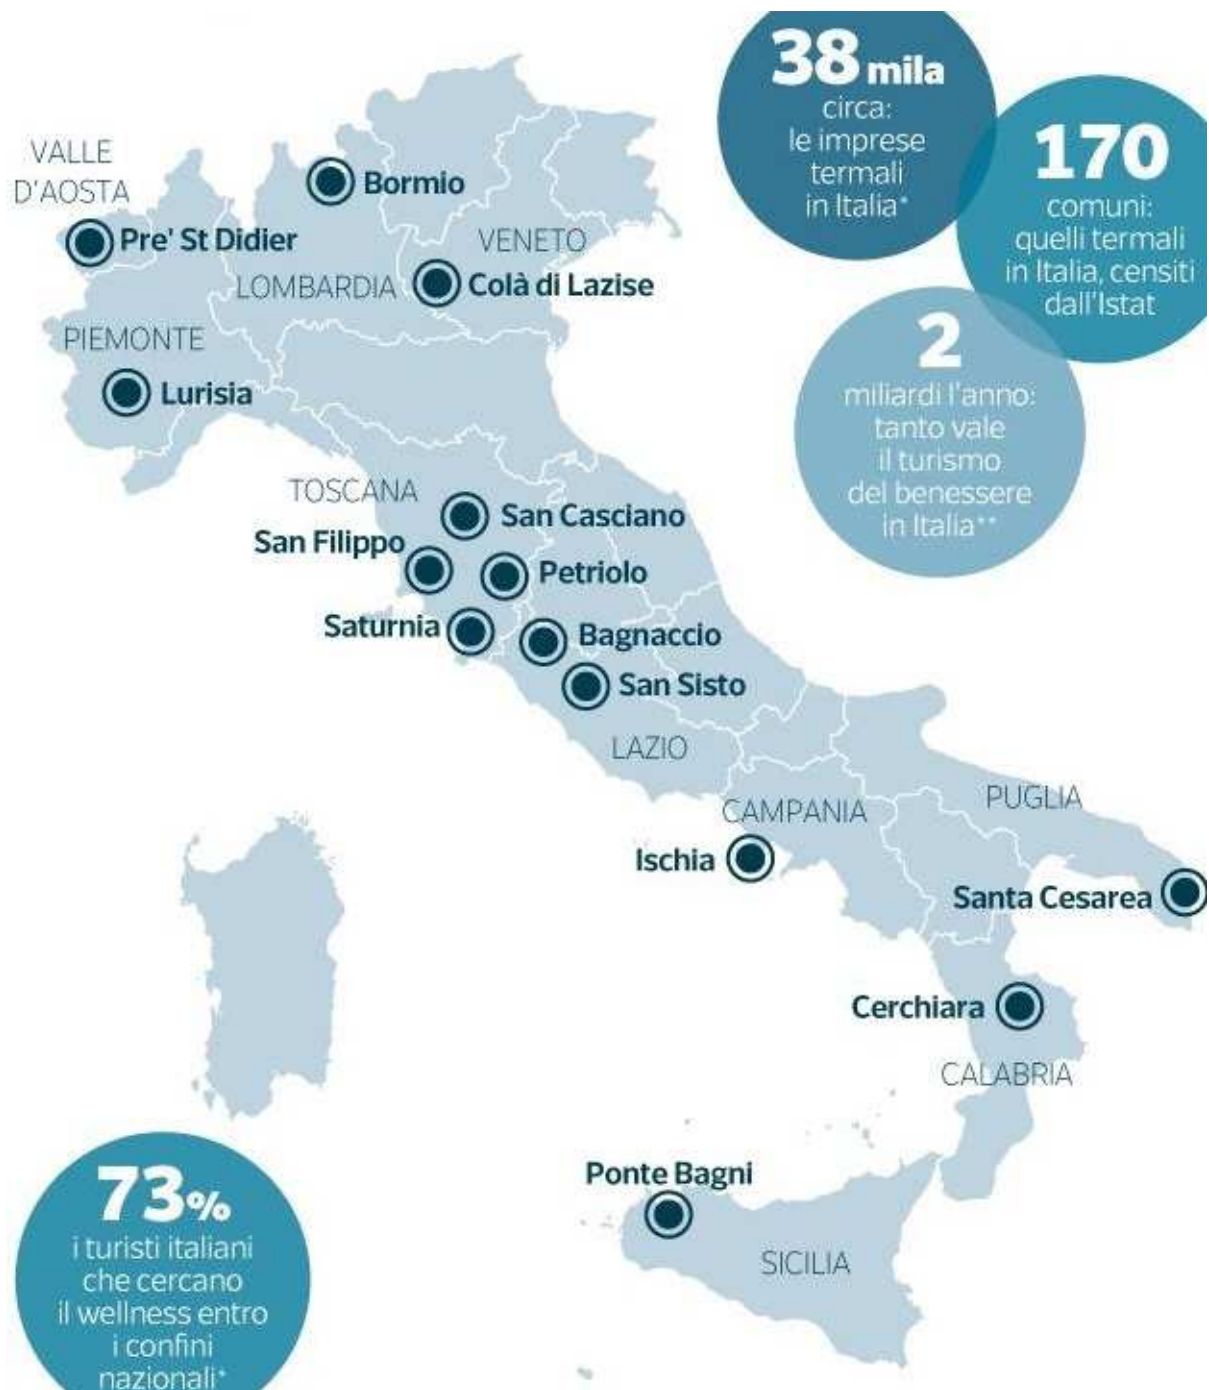 38 mila
circa:
le imprese
termali
in Italia*
170
comuni:
quelli termali
in Italia, censiti
dall'Istat
2
miliardi l'anno:
tanto vale
il turismo
del benessere
in Italia**
VALLE
D'AOSTA
Bormio
Pre' St Didier
VENETO
LOMBARDIA
Colà di Lazise
PIEMONTE
Lurisia
TOSCANA
San Casciano
San Filippo
Petriolo
Saturnia
Bagnaccio
San Sisto
LAZIO
CAMPANIA
PUGLIA
Ischia
Santa Cesarea
Cerchiara
CALABRIA
Ponte Bagni
SICILIA
73%
i turisti italiani
che cercano
il wellness entro
i confini
nazionali*